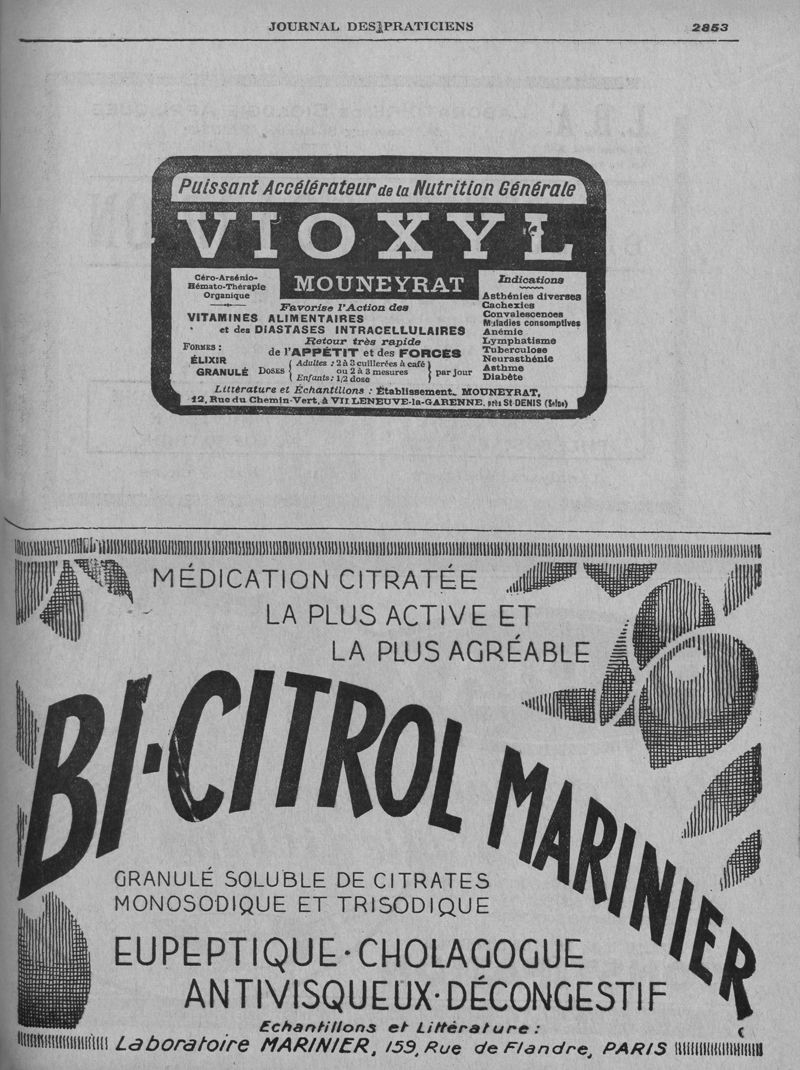 JOURNAL DES PRATICIENS 2853
Puissant Accélérateur de la Nutrition Générale
VIOXYL
MOUNEYRAT
Céro-Arsénio-
Hémato-Thérapie
Organique
Favorise l'Action des
VITAMINES ALIMENTAIRES
et des DIASTASES INTRACELLULAIRES
Retour très rapide
de l'APPÉTIT et des FORCES
FORMES :
ÉLIXIR
GRANULÉ
DOSES { Adultes : 2 à 3 cuillerées à café
ou 2 à 3 mesures } par jour
Enfants : 1/2 dose
Indications
Asthénies diverses
Cachexies
Convalescences
Maladies consomptives
Anémie
Lymphatisme
Tuberculose
Neurasthénie
Asthme
Diabète
Littérature et Échantillons : Établissement MOUNEYRAT,
12, Rue du Chemin-Vert, à VILLENEUVE-la-GARENNE, près St-DENIS (Seine)
MÉDICATION CITRATÉE
LA PLUS ACTIVE ET
LA PLUS AGRÉABLE
BI-CITROL MARINIER
GRANULÉ SOLUBLE DE CITRATES
MONOSODIQUE ET TRISODIQUE
EUPEPTIQUE · CHOLAGOGUE
ANTIVISQUEUX · DÉCONGESTIF
Echantillons et Littérature :
Laboratoire MARINIER, 159, Rue de Flandre, PARIS